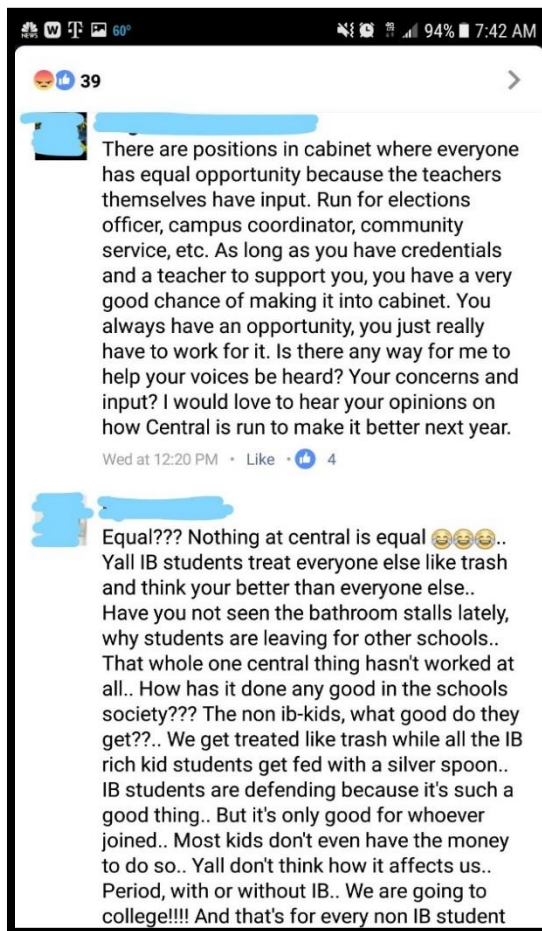 NEWS W T 60° 94% 7:42 AM
39
There are positions in cabinet where everyone
has equal opportunity because the teachers
themselves have input. Run for elections
officer, campus coordinator, community
service, etc. As long as you have credentials
and a teacher to support you, you have a very
good chance of making it into cabinet. You
always have an opportunity, you just really
have to work for it. Is there any way for me to
help your voices be heard? Your concerns and
input? I would love to hear your opinions on
how Central is run to make it better next year.
Wed at 12:20 PM • Like • 4
Equal??? Nothing at central is equal 😂😂😂..
Yall IB students treat everyone else like trash
and think your better than everyone else..
Have you not seen the bathroom stalls lately,
why students are leaving for other schools..
That whole one central thing hasn't worked at
all.. How has it done any good in the schools
society??? The non ib-kids, what good do they
get??.. We get treated like trash while all the IB
rich kid students get fed with a silver spoon..
IB students are defending because it's such a
good thing.. But it's only good for whoever
joined.. Most kids don't even have the money
to do so.. Yall don't think how it affects us..
Period, with or without IB.. We are going to
college!!!! And that's for every non IB student